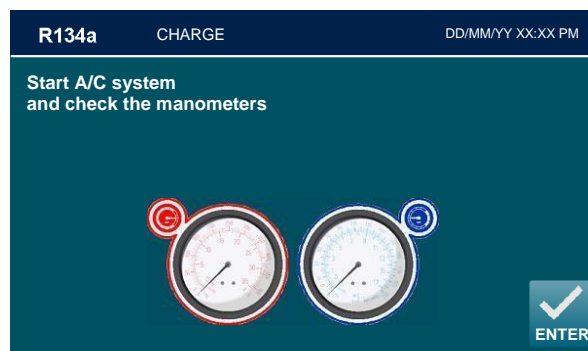 R134a CHARGE DD/MM/YY XX:XX PM
Start A/C system
and check the manometers
ENTER